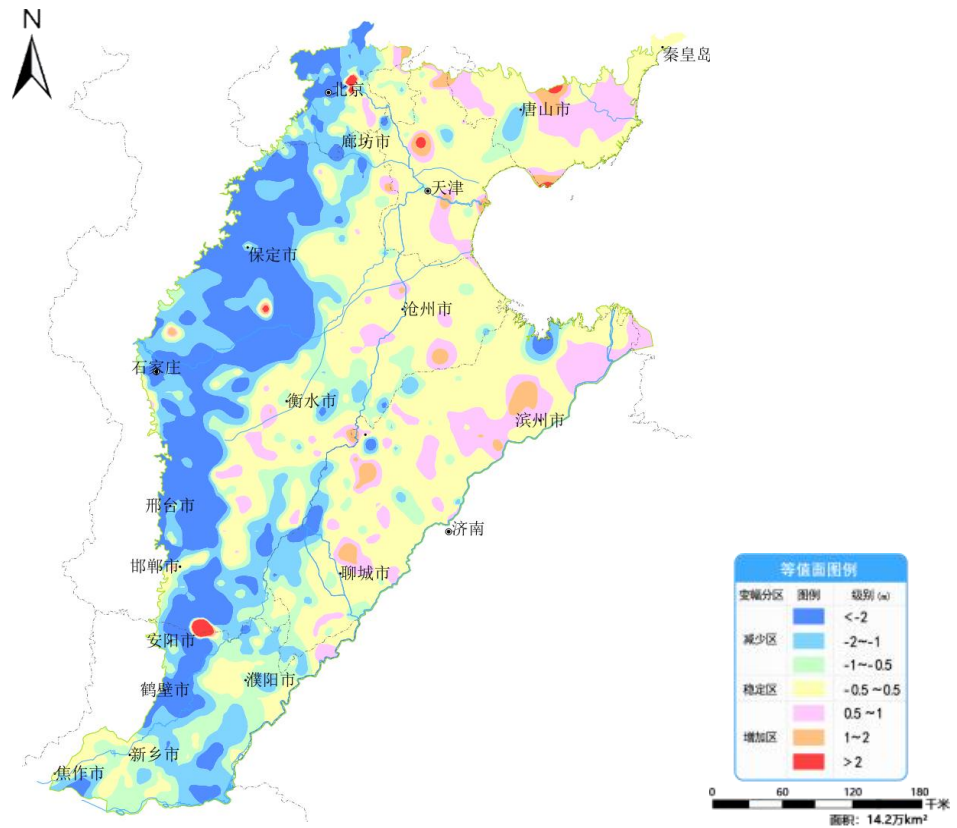 N
秦皇岛
北京
唐山市
廊坊市
天津
保定市
沧州市
石家庄
衡水市
滨州市
邢台市
济南
邯郸市
聊城市
安阳市
濮阳市
鹤壁市
新乡市
焦作市
等值面图例
变幅分区 图例 级别 (m)
<-2
减少区 -2~-1
-1~-0.5
稳定区 -0.5~0.5
0.5~1
增加区 1~2
>2
0 60 120 180
千米
面积: 14.2万km²